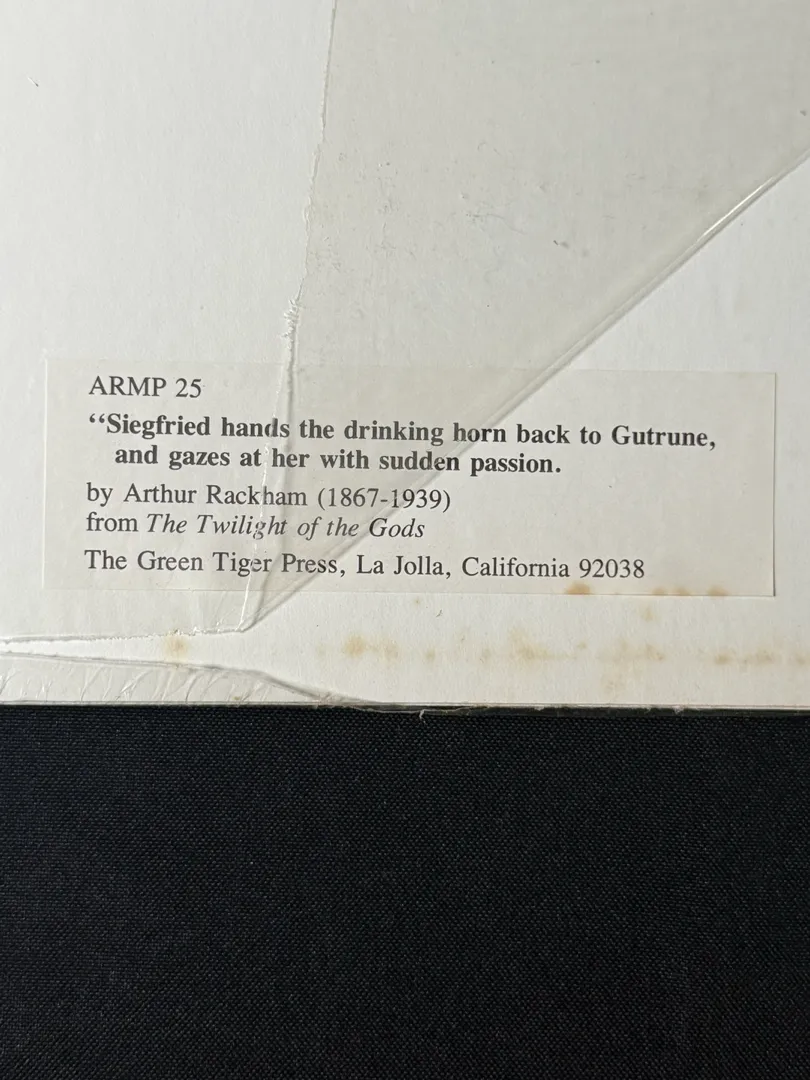 ARMP 25
“Siegfried hands the drinking horn back to Gutrune,
and gazes at her with sudden passion.
by Arthur Rackham (1867-1939)
from The Twilight of the Gods
The Green Tiger Press, La Jolla, California 92038